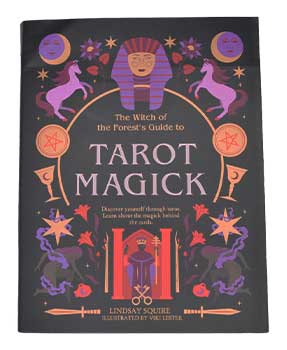 The Witch
of the Forest's Guide to
TAROT
MAGICK
Discover yourself through tarot.
Learn about the magick behind
the cards.
LINDSAY SQUIRE
ILLUSTRATED BY VIKI LESTER